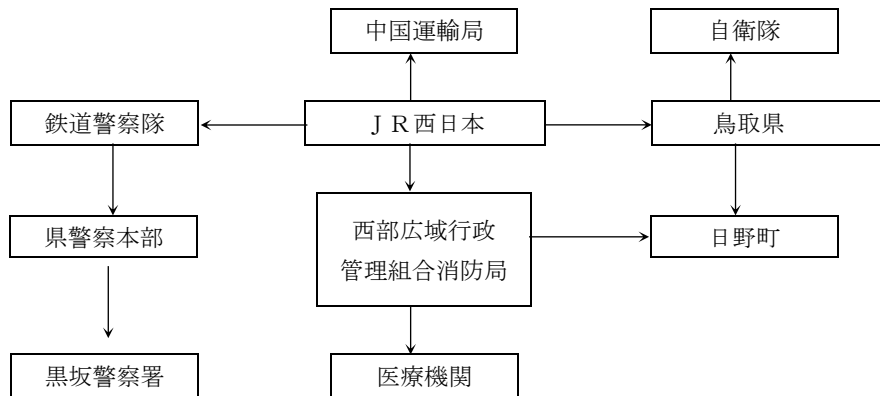 中国運輸局
自衛隊
鉄道警察隊
ＪＲ西日本
鳥取県
県警察本部
西部広域行政
管理組合消防局
日野町
黒坂警察署
医療機関